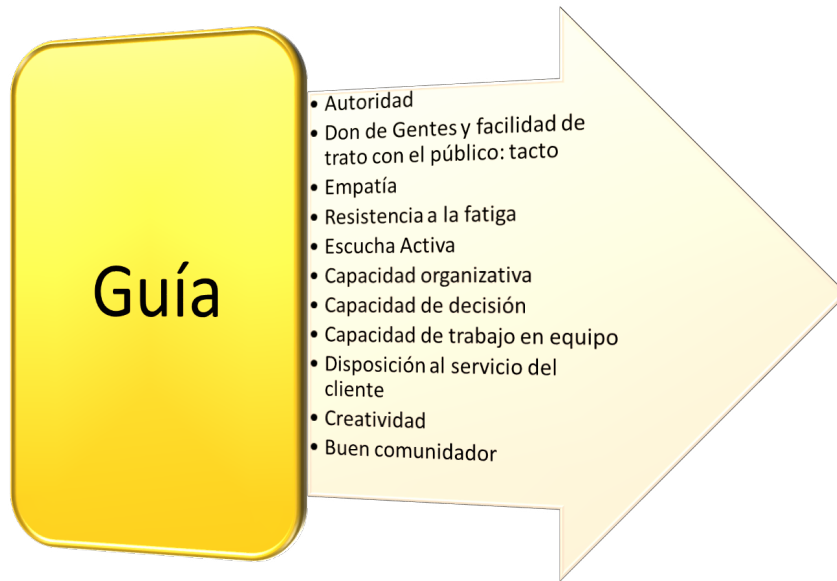 Guía
• Autoridad
• Don de Gentes y facilidad de
trato con el público: tacto
• Empatía
• Resistencia a la fatiga
• Escucha Activa
• Capacidad organizativa
• Capacidad de decisión
• Capacidad de trabajo en equipo
• Disposición al servicio del
cliente
• Creatividad
• Buen comunidador